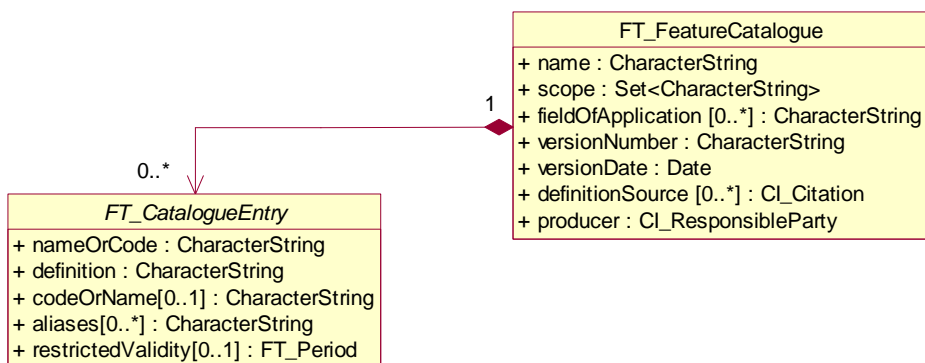 FT_FeatureCatalogue
+ name : CharacterString
+ scope : Set<CharacterString>
+ fieldOfApplication [0..*] : CharacterString
+ versionNumber : CharacterString
+ versionDate : Date
+ definitionSource [0..*] : CI_Citation
+ producer : CI_ResponsibleParty
1
0..*
FT_CatalogueEntry
+ nameOrCode : CharacterString
+ definition : CharacterString
+ codeOrName[0..1] : CharacterString
+ aliases[0..*] : CharacterString
+ restrictedValidity[0..1] : FT_Period